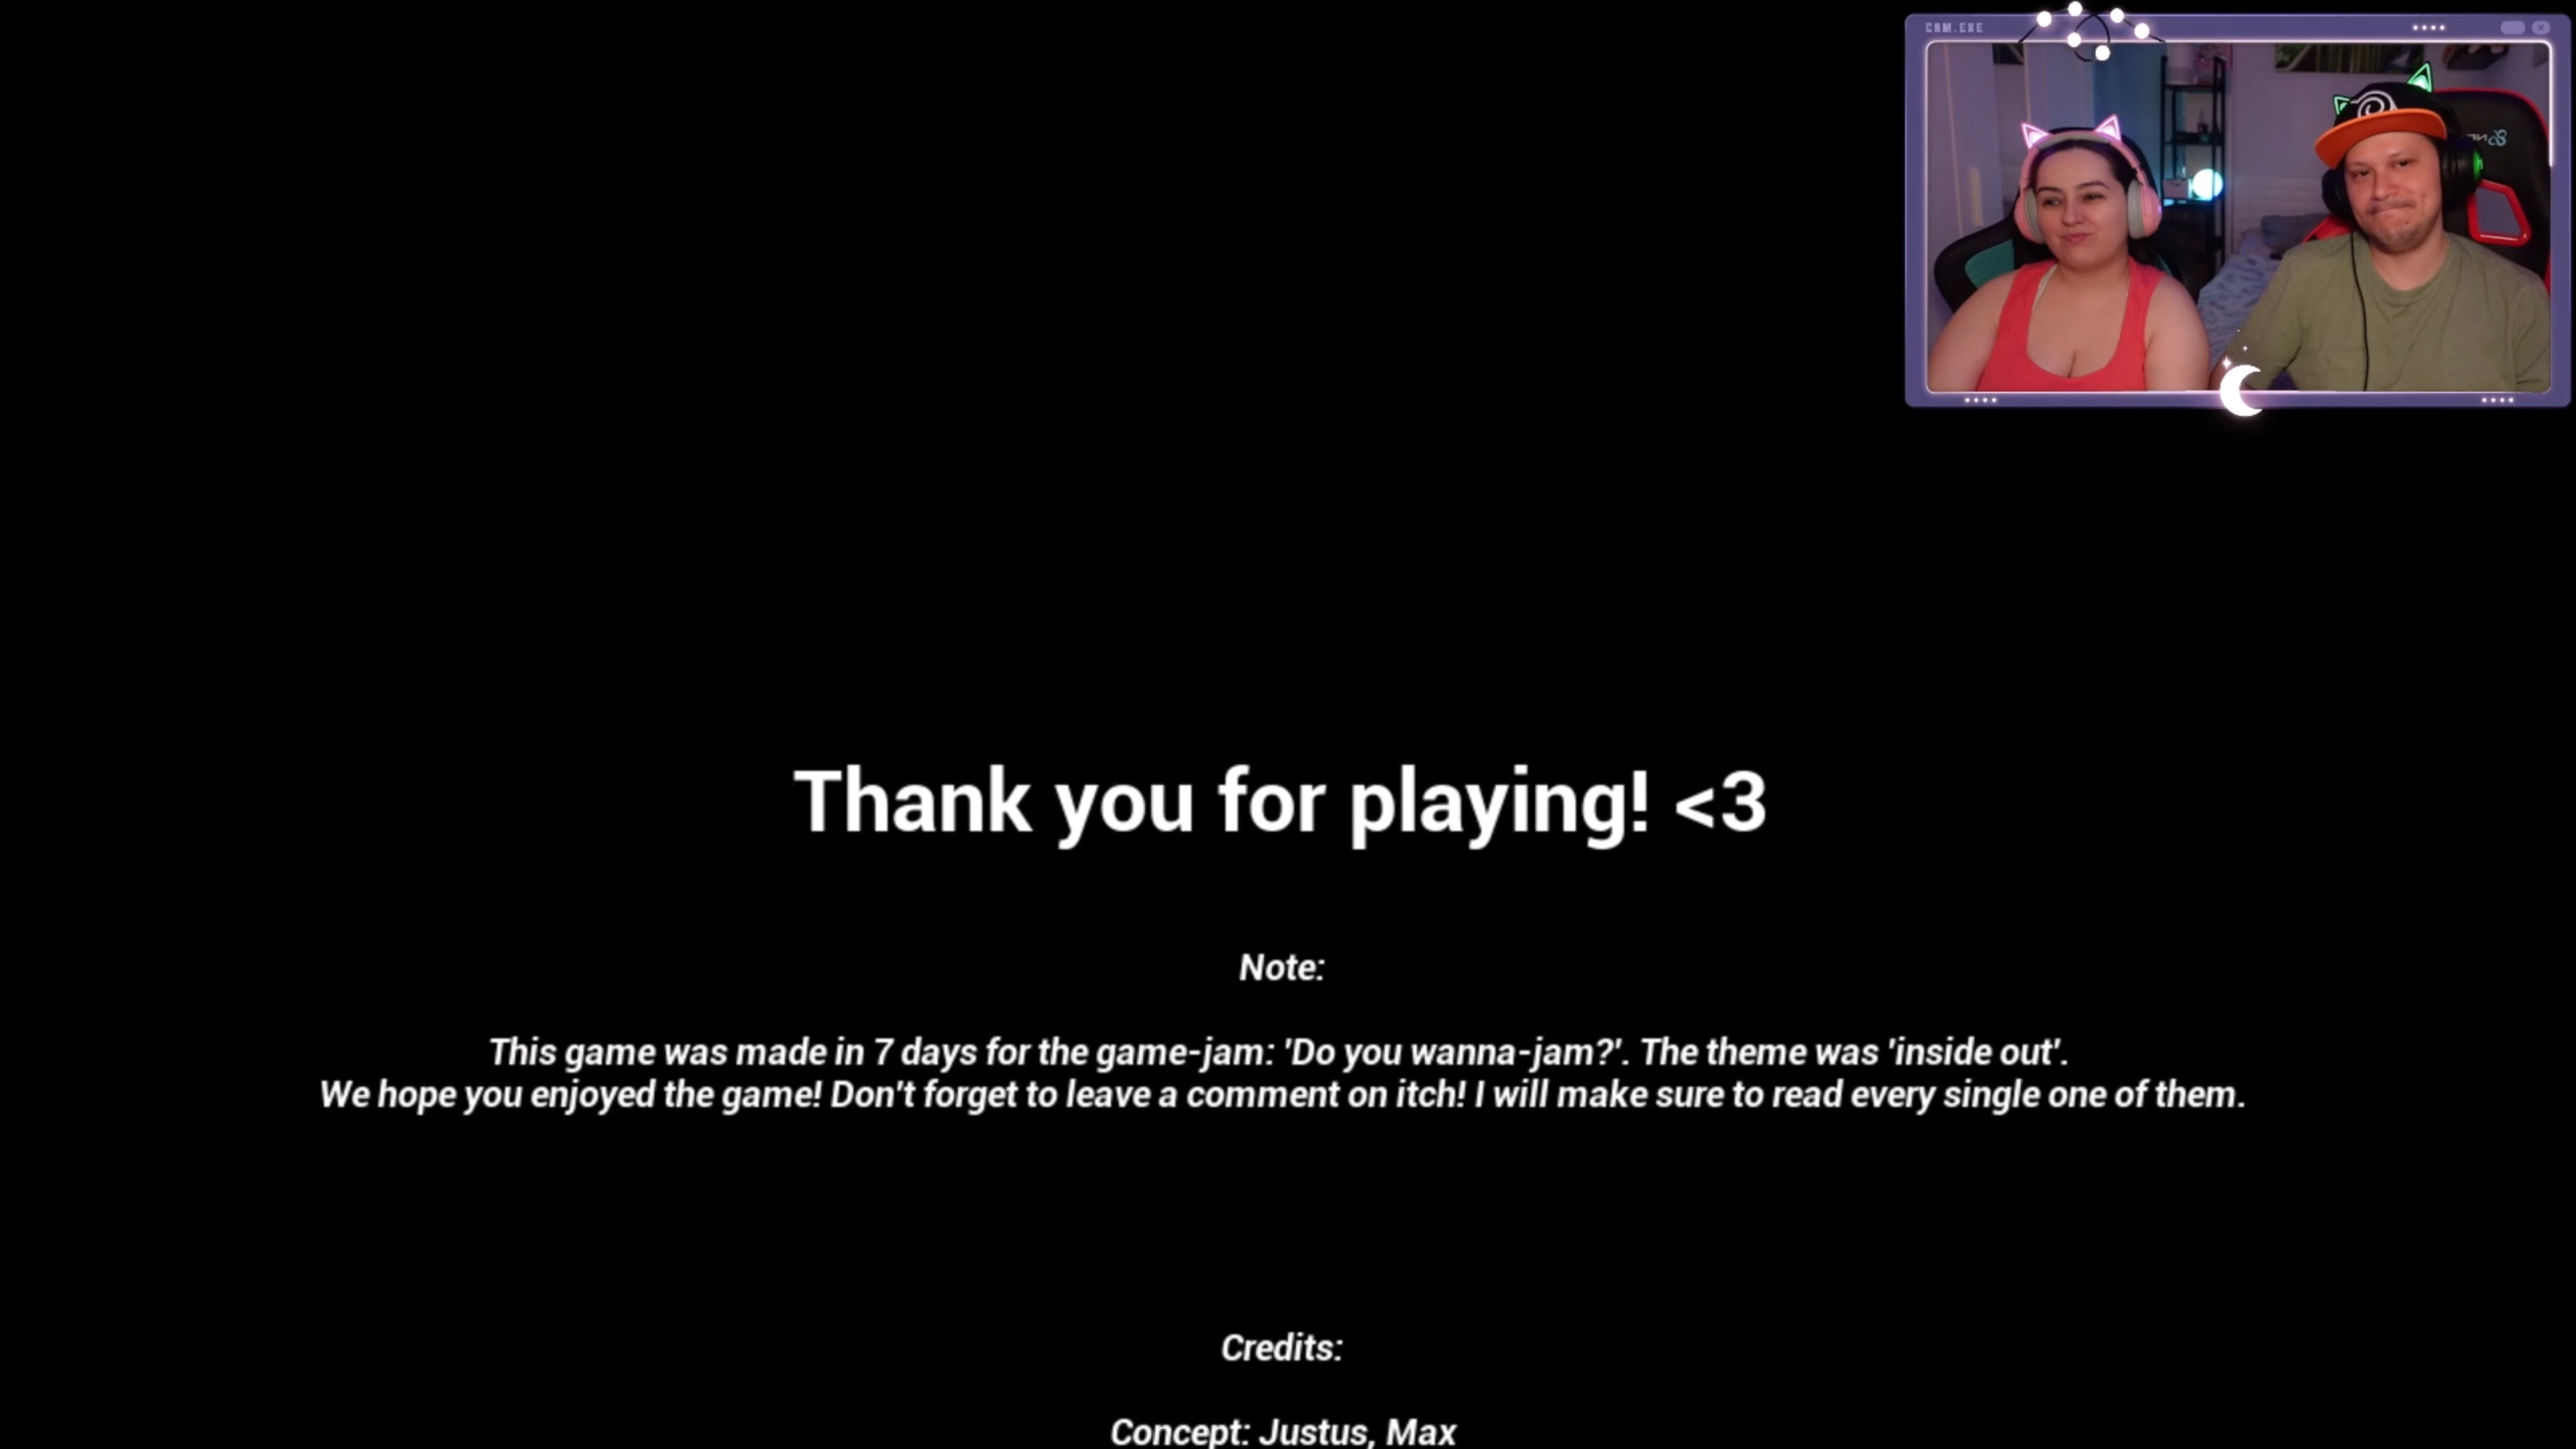 CAM.EXE
Thank you for playing! <3
Note:
This game was made in 7 days for the game-jam: 'Do you wanna-jam?'. The theme was 'inside out'.
We hope you enjoyed the game! Don't forget to leave a comment on itch! I will make sure to read every single one of them.
Credits:
Concept: Justus, Max